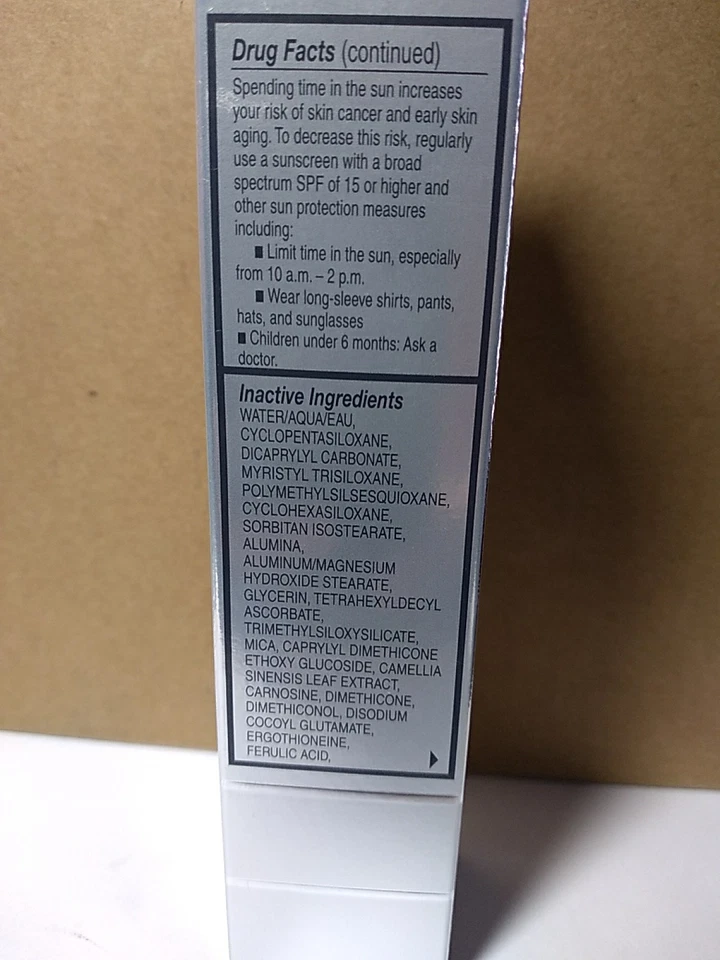 Drug Facts (continued)
Spending time in the sun increases
your risk of skin cancer and early skin
aging. To decrease this risk, regularly
use a sunscreen with a broad
spectrum SPF of 15 or higher and
other sun protection measures
including:
■ Limit time in the sun, especially
from 10 a.m. – 2 p.m.
■ Wear long-sleeve shirts, pants,
hats, and sunglasses
■ Children under 6 months: Ask a
doctor.
Inactive Ingredients
WATER/AQUA/EAU,
CYCLOPENTASILOXANE,
DICAPRYLYL CARBONATE,
MYRISTYL TRISILOXANE,
POLYMETHYLSILSESQUIOXANE,
CYCLOHEXASILOXANE,
SORBITAN ISOSTEARATE,
ALUMINA,
ALUMINUM/MAGNESIUM
HYDROXIDE STEARATE,
GLYCERIN, TETRAHEXYLDECYL
ASCORBATE,
TRIMETHYLSILOXYSILICATE,
MICA, CAPRYLYL DIMETHICONE
ETHOXY GLUCOSIDE, CAMELLIA
SINENSIS LEAF EXTRACT,
CARNOSINE, DIMETHICONE,
DIMETHICONOL, DISODIUM
COCOYL GLUTAMATE,
ERGOTHIONEINE,
FERULIC ACID,